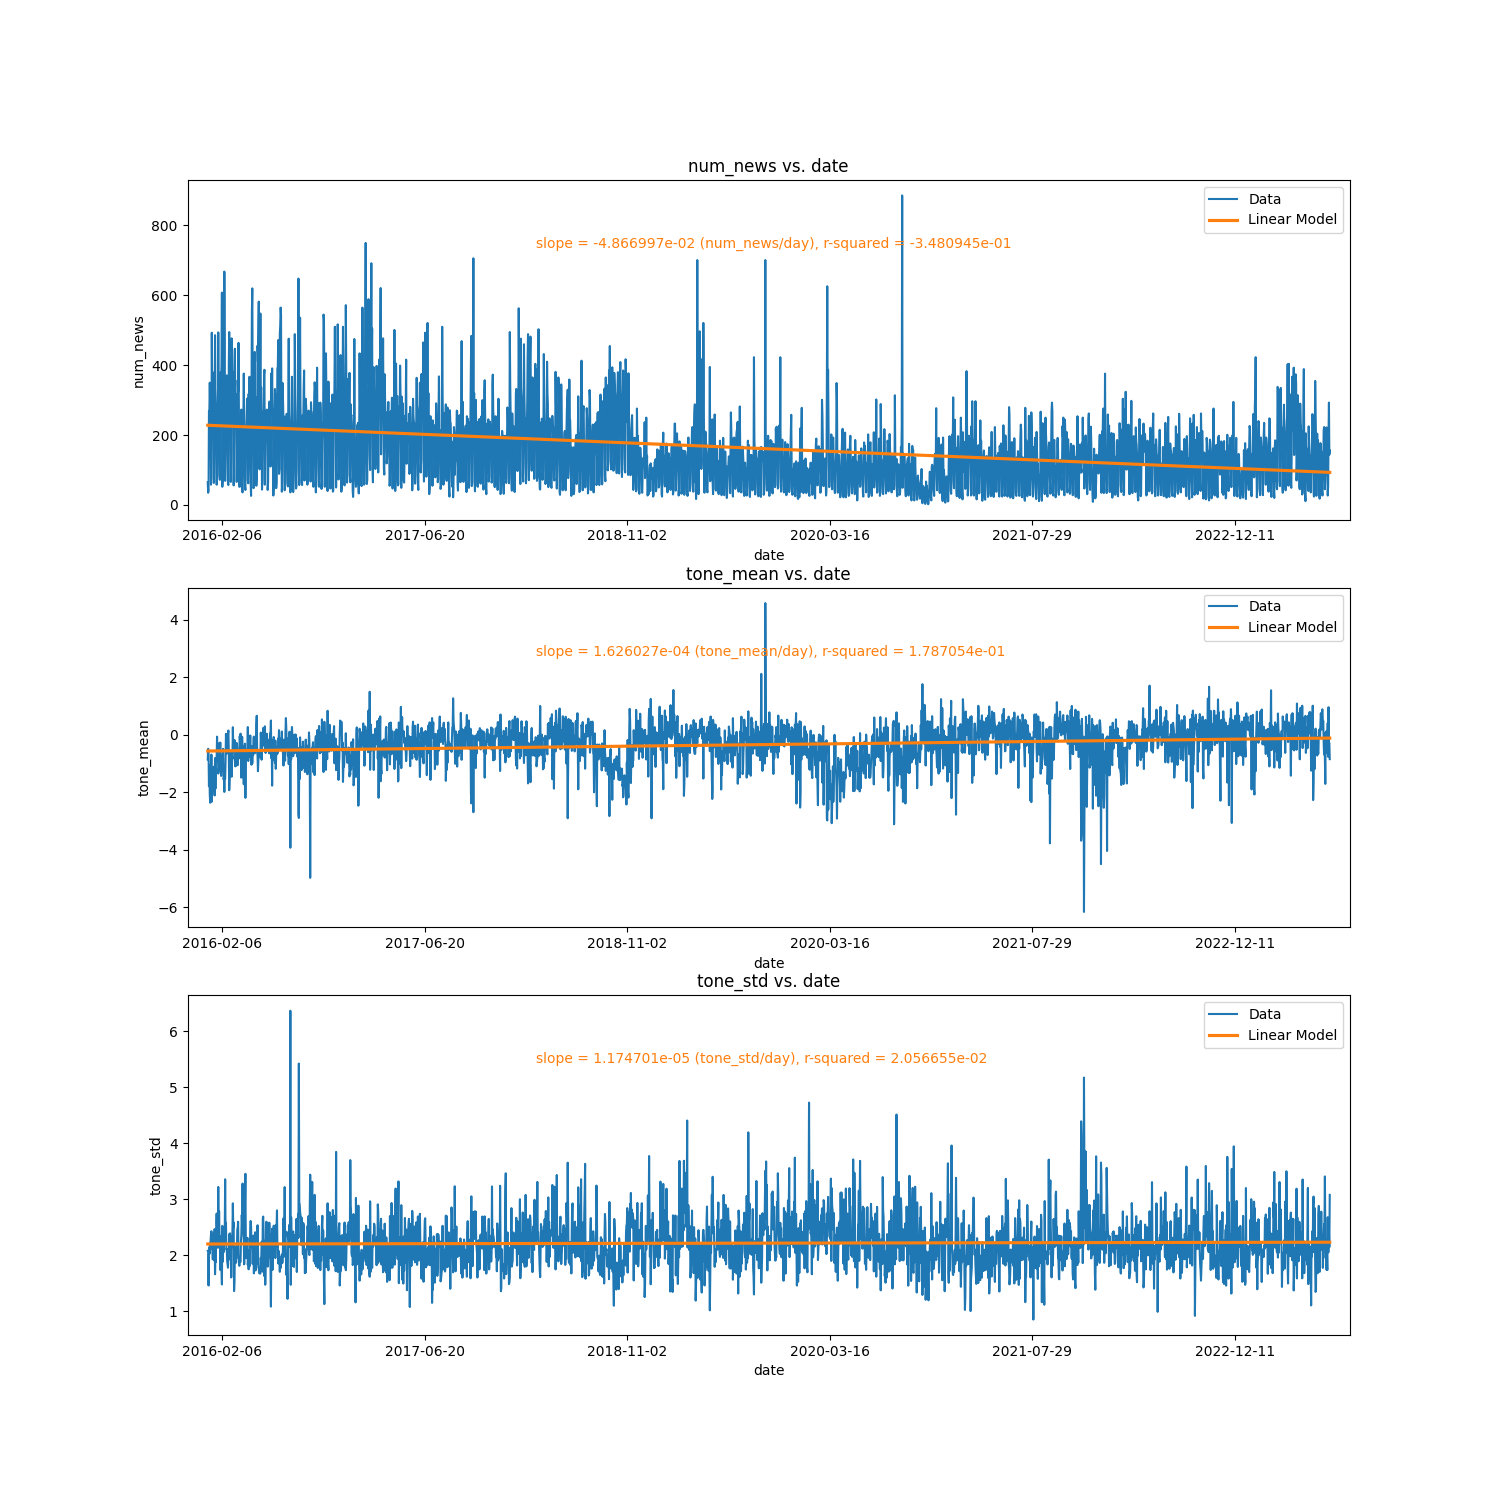 num_news vs. date
Data
Linear Model
slope = -4.866997e-02 (num_news/day), r-squared = -3.480945e-01
800
600
400
200
0
num_news
2016-02-06 2017-06-20 2018-11-02 2020-03-16 2021-07-29 2022-12-11
date
tone_mean vs. date
Data
Linear Model
slope = 1.626027e-04 (tone_mean/day), r-squared = 1.787054e-01
4
2
0
−2
−4
−6
tone_mean
2016-02-06 2017-06-20 2018-11-02 2020-03-16 2021-07-29 2022-12-11
date
tone_std vs. date
Data
Linear Model
slope = 1.174701e-05 (tone_std/day), r-squared = 2.056655e-02
6
5
4
3
2
1
tone_std
2016-02-06 2017-06-20 2018-11-02 2020-03-16 2021-07-29 2022-12-11
date